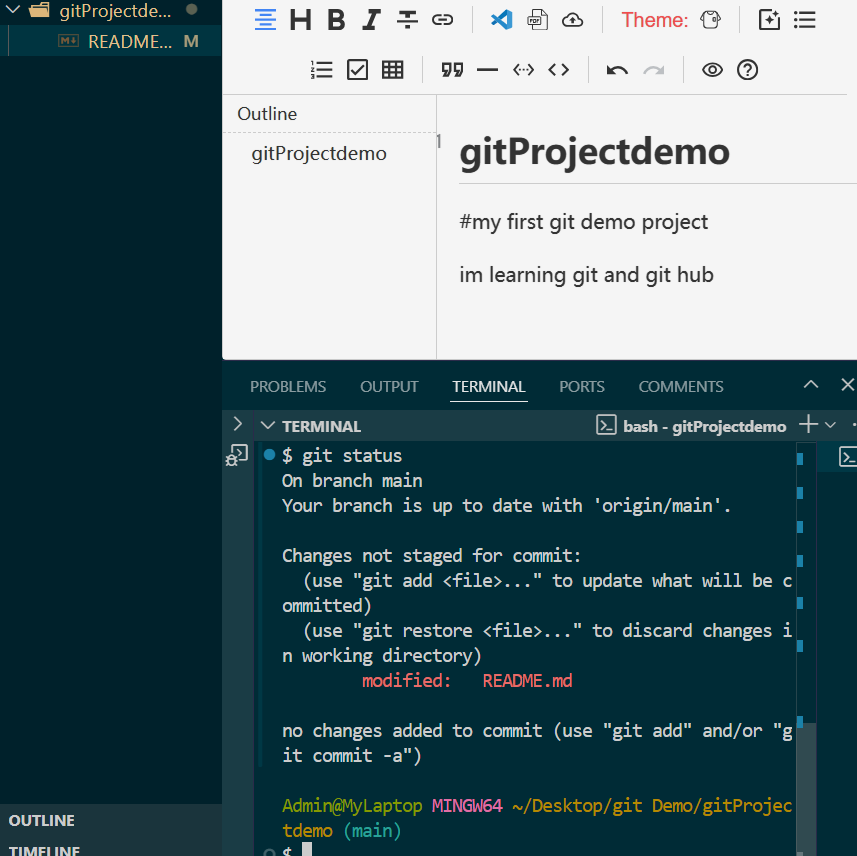 gitProjectde...
README... M
H B I
Theme:
Outline
gitProjectdemo
1
gitProjectdemo
#my first git demo project
im learning git and git hub
PROBLEMS OUTPUT TERMINAL PORTS COMMENTS
TERMINAL
bash - gitProjectdemo
$ git status
On branch main
Your branch is up to date with 'origin/main'.
Changes not staged for commit:
(use "git add <file>..." to update what will be c
ommitted)
(use "git restore <file>..." to discard changes i
n working directory)
modified: README.md
no changes added to commit (use "git add" and/or "g
it commit -a")
Admin@MyLaptop MINGW64 ~/Desktop/git Demo/gitProjec
tdemo (main)
$
OUTLINE
TIMELINE